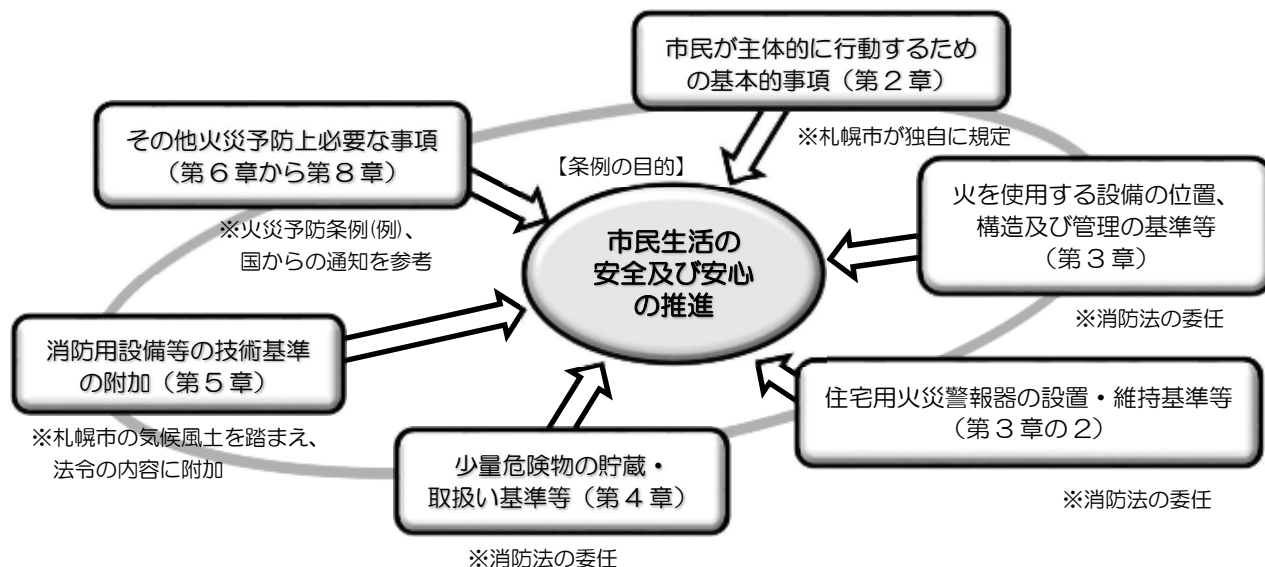 市民が主体的に行動するため
の基本的事項（第２章）
※札幌市が独自に規定
その他火災予防上必要な事項
（第６章から第８章）
※火災予防条例(例)、
国からの通知を参考
【条例の目的】
市民生活の
安全及び安心
の推進
火を使用する設備の位置、
構造及び管理の基準等
（第３章）
※消防法の委任
消防用設備等の技術基準
の附加（第５章）
※札幌市の気候風土を踏まえ、
法令の内容に附加
住宅用火災警報器の設置・維持基準等
（第３章の２）
※消防法の委任
少量危険物の貯蔵・
取扱い基準等（第４章）
※消防法の委任